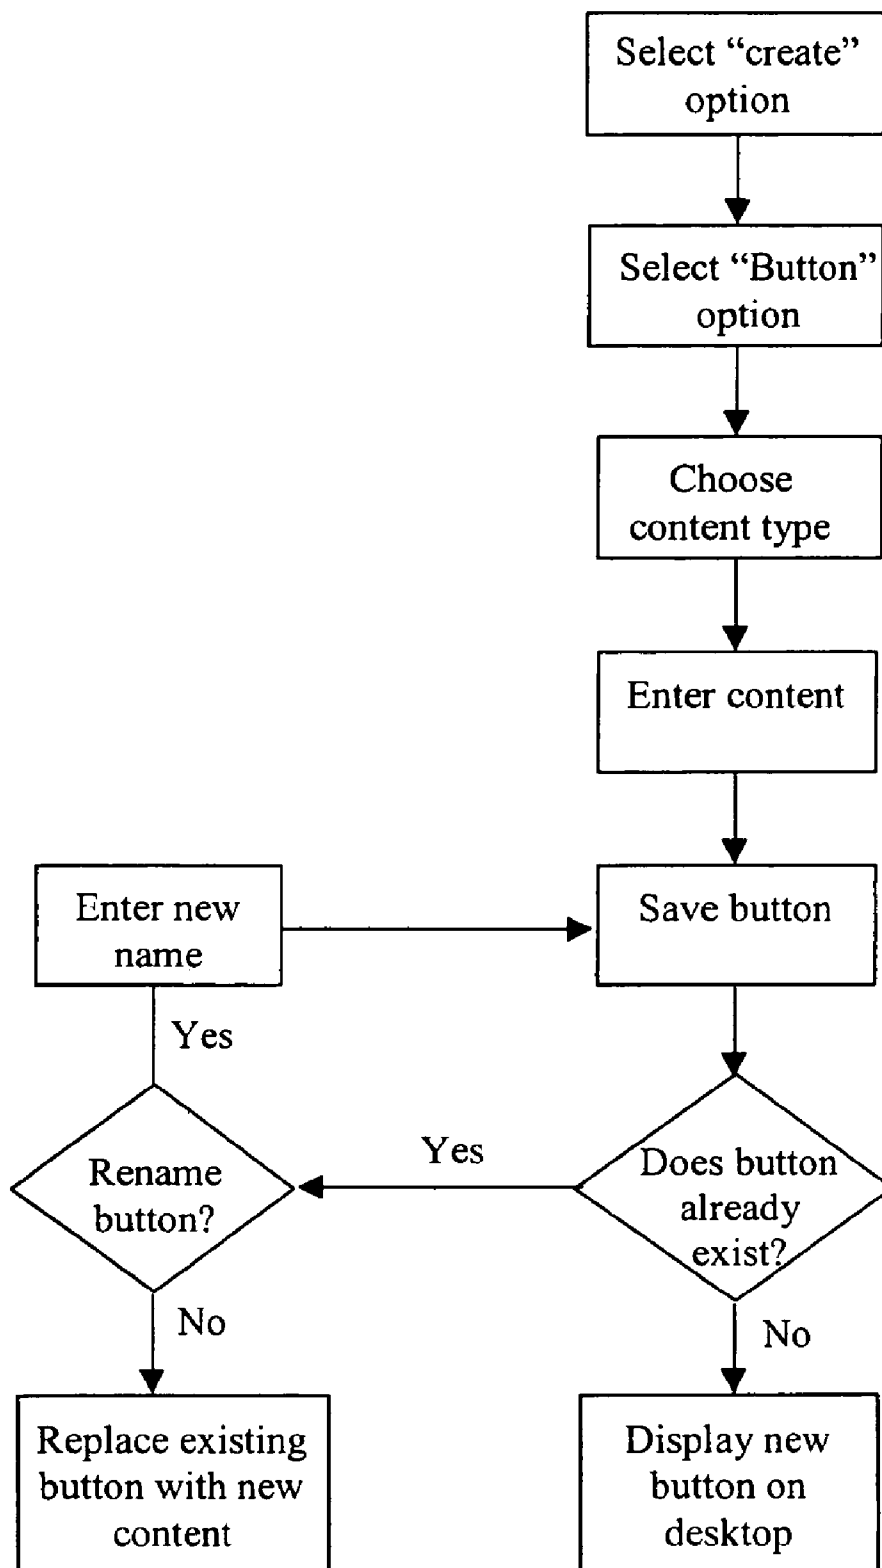 Select “create”
option
Select “Button”
option
Choose
content type
Enter content
Enter new
name
Save button
Yes
Yes
Rename
button?
Does button
already
exist?
No
No
Replace existing
button with new
content
Display new
button on
desktop